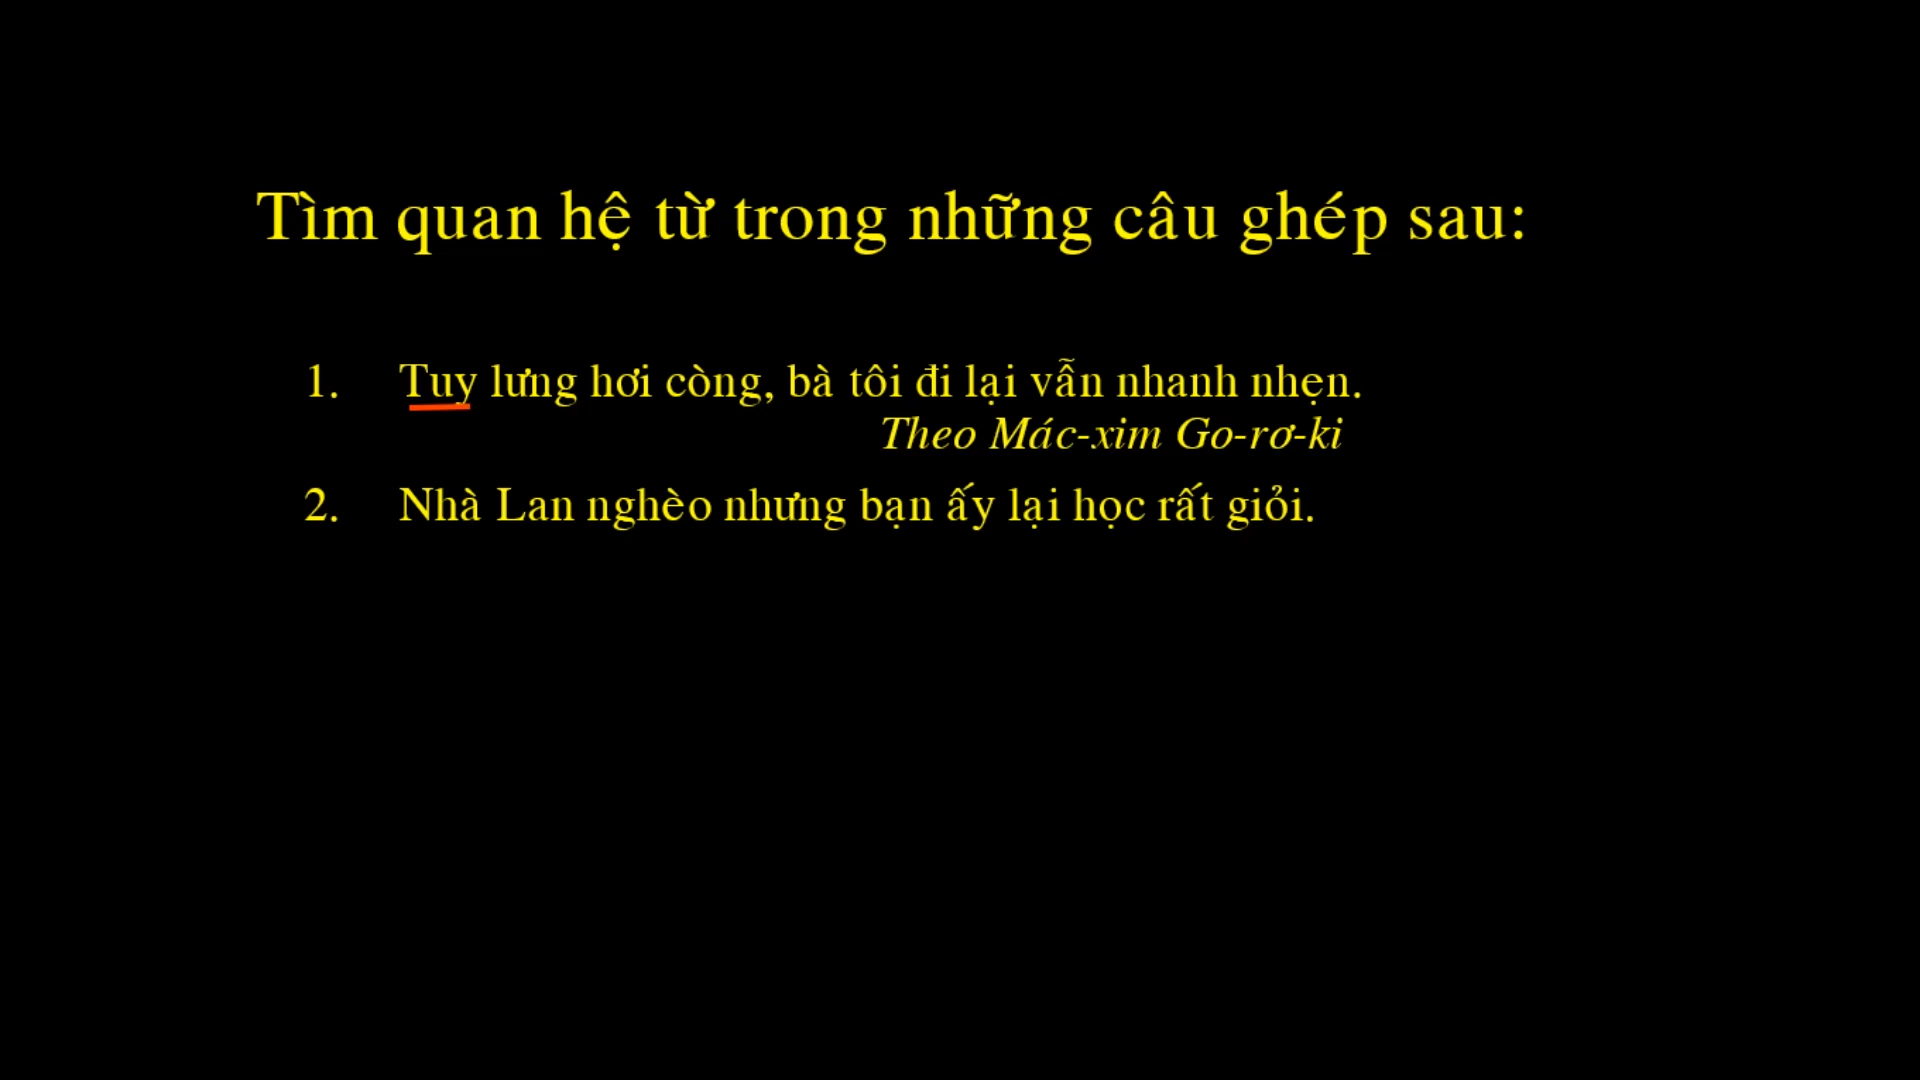 Tìm quan hệ từ trong những câu ghép sau:
1. Tuy lưng hơi còng, bà tôi đi lại vẫn nhanh nhẹn.
Theo Mác-xim Go-rơ-ki
2. Nhà Lan nghèo nhưng bạn ấy lại học rất giỏi.